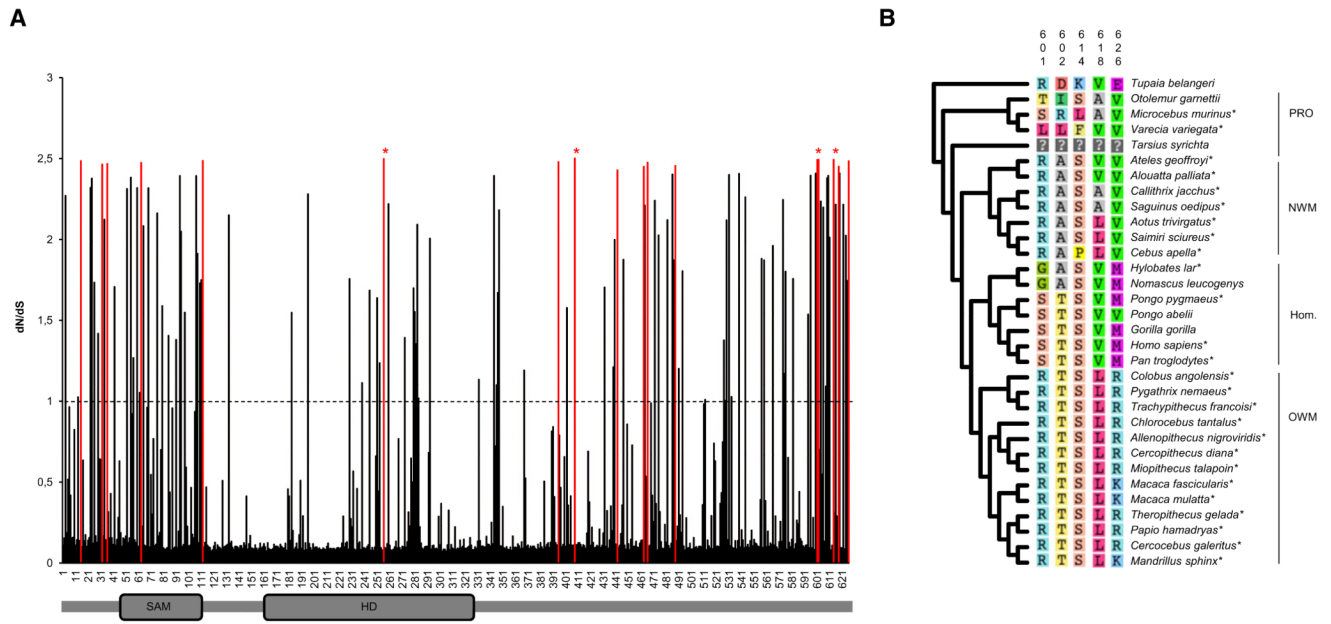 A
3
2,5
2
1,5
1
0,5
0
dN/dS
* * * *
1 11 21 31 41 51 61 71 81 91 101 111 121 131 141 151 161 171 181 191 201 211 221 231 241 251 261 271 281 291 301 311 321 331 341 351 361 371 381 391 401 411 421 431 441 451 461 471 481 491 501 511 521 531 541 551 561 571 581 591 601 611 621
SAM
HD
B
601 602 614 618 626
R D K V E Tupaia belangeri
T I S A V Otolemur garnettii
S R L A V Microcebus murinus*
L L F V V Varecia variegata*
? ? ? ? ? Tarsius syrichta
R A S V V Ateles geoffroyi*
R A S V V Alouatta palliata*
R A S A V Callithrix jacchus*
R A S A V Saguinus oedipus*
R A S L V Aotus trivirgatus*
R A S L V Saimiri sciureus*
R A P L V Cebus apella*
G A S V M Hylobates lar*
G A S V M Nomascus leucogenys
S T S V M Pongo pygmaeus*
S T S V V Pongo abelii
S T S V M Gorilla gorilla
S T S V M Homo sapiens*
S T S V M Pan troglodytes*
R T S L R Colobus angolensis*
R T S L R Pygathrix nemaeus*
R T S L R Trachypithecus francoisi*
R T S L R Chlorocebus tantalus*
R T S L R Allenopithecus nigroviridis*
R T S L R Cercopithecus diana*
R T S L R Miopithecus talapoin*
R T S L K Macaca fascicularis*
R T S L K Macaca mulatta*
R T S L R Theropithecus gelada*
R T S L R Papio hamadryas*
R T S L R Cercocebus galeritus*
R T S L K Mandrillus sphinx*
PRO
NWM
Hom.
OWM